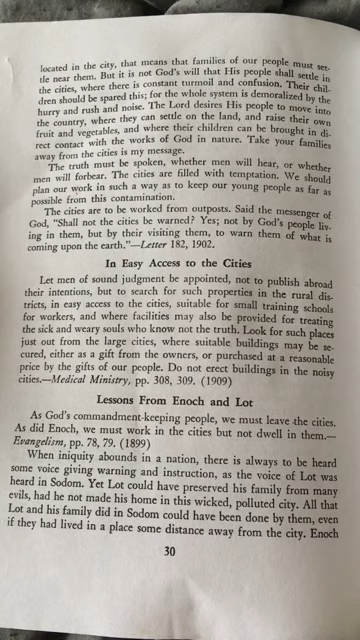 located in the city, that means that families of our people must set-
tle near them. But it is not God's will that His people shall settle in
the cities, where there is constant turmoil and confusion. Their chil-
dren should be spared this; for the whole system is demoralized by the
hurry and rush and noise. The Lord desires His people to move into
the country, where they can settle on the land, and raise their own
fruit and vegetables, and where their children can be brought in di-
rect contact with the works of God in nature. Take your families
away from the cities is my message.
The truth must be spoken, whether men will hear, or whether
men will forbear. The cities are filled with temptation. We should
plan our work in such a way as to keep our young people as far as
possible from this contamination.
The cities are to be worked from outposts. Said the messenger of
God, "Shall not the cities be warned? Yes; not by God's people liv-
ing in them, but by their visiting them, to warn them of what is
coming upon the earth."—Letter 182, 1902.
In Easy Access to the Cities
Let men of sound judgment be appointed, not to publish abroad
their intentions, but to search for such properties in the rural dis-
tricts, in easy access to the cities, suitable for small training schools
for workers, and where facilities may also be provided for treating
the sick and weary souls who know not the truth. Look for such places
just out from the large cities, where suitable buildings may be se-
cured, either as a gift from the owners, or purchased at a reasonable
price by the gifts of our people. Do not erect buildings in the noisy
cities.—Medical Ministry, pp. 308, 309. (1909)
Lessons From Enoch and Lot
As God's commandment-keeping people, we must leave the cities.
As did Enoch, we must work in the cities but not dwell in them.—
Evangelism, pp. 78, 79. (1899)
When iniquity abounds in a nation, there is always to be heard
some voice giving warning and instruction, as the voice of Lot was
heard in Sodom. Yet Lot could have preserved his family from many
evils, had he not made his home in this wicked, polluted city. All that
Lot and his family did in Sodom could have been done by them, even
if they had lived in a place some distance away from the city. Enoch
30